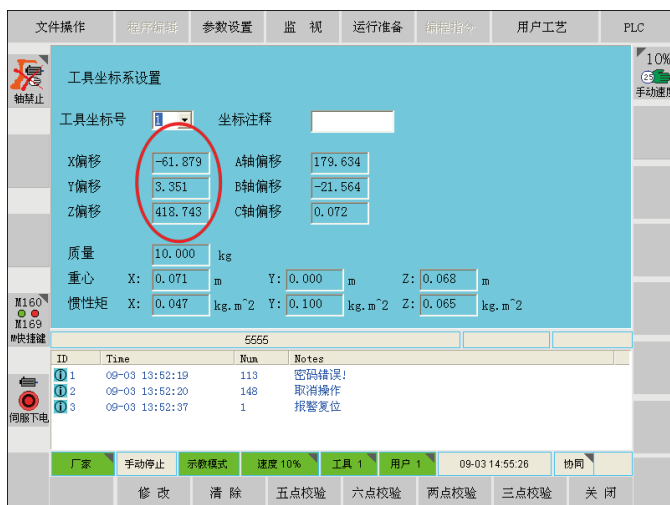 文件操作 程序编辑 参数设置 监 视 运行准备 编程指令 用户工艺 PLC
轴禁止
工具坐标系设置
10%
25
手动速度
工具坐标号 1 坐标注释
X偏移 -61.879 A轴偏移 179.634
Y偏移 3.351 B轴偏移 -21.564
Z偏移 418.743 C轴偏移 0.072
质量 10.000 kg
重心 X: 0.071 m Y: 0.000 m Z: 0.068 m
惯性矩 X: 0.047 kg.m^2 Y: 0.100 kg.m^2 Z: 0.065 kg.m^2
M160
M169
M快捷键
5555
ID Time Num Notes
1 09-03 13:52:19 113 密码错误!
2 09-03 13:52:20 148 取消操作
3 09-03 13:52:37 1 报警复位
伺服下电
厂家 手动停止 示教模式 速度 10% 工具 1 用户 1 09-03 14:55:26 协同
修 改 清 除 五点校验 六点校验 两点校验 三点校验 关 闭